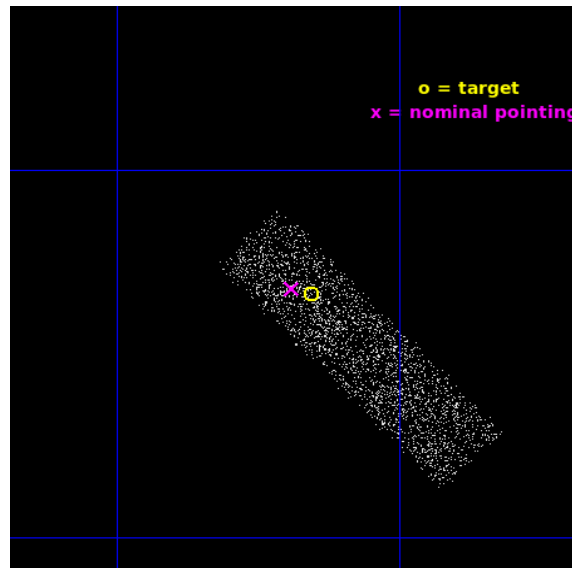 o = target
x = nominal pointing